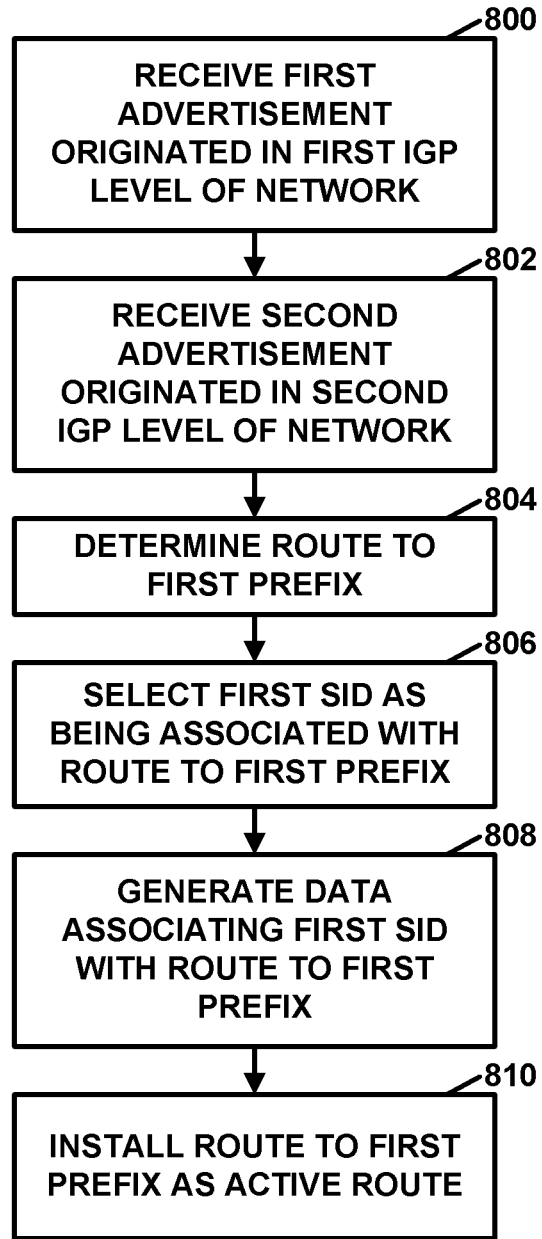 800
RECEIVE FIRST
ADVERTISEMENT
ORIGINATED IN FIRST IGP
LEVEL OF NETWORK
802
RECEIVE SECOND
ADVERTISEMENT
ORIGINATED IN SECOND
IGP LEVEL OF NETWORK
804
DETERMINE ROUTE TO
FIRST PREFIX
806
SELECT FIRST SID AS
BEING ASSOCIATED WITH
ROUTE TO FIRST PREFIX
808
GENERATE DATA
ASSOCIATING FIRST SID
WITH ROUTE TO FIRST
PREFIX
810
INSTALL ROUTE TO FIRST
PREFIX AS ACTIVE ROUTE